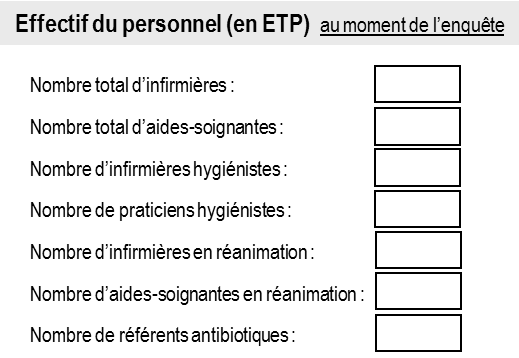 Effectif du personnel (en ETP) au moment de l'enquête
Nombre total d'infirmières :
Nombre total d'aides-soignantes :
Nombre d'infirmières hygiénistes :
Nombre de praticiens hygiénistes :
Nombre d'infirmières en réanimation :
Nombre d'aides-soignantes en réanimation :
Nombre de référents antibiotiques :